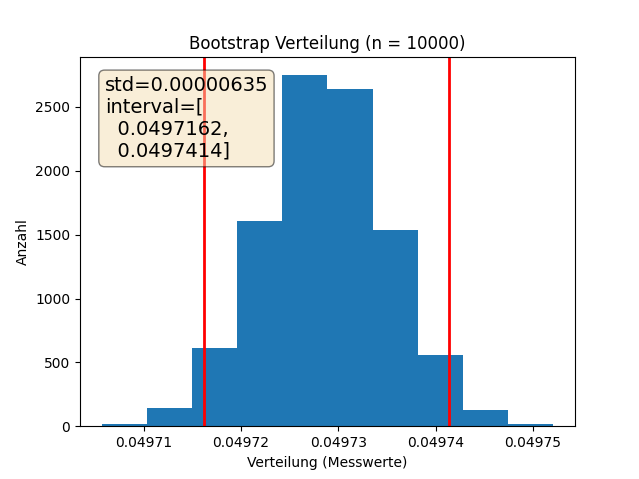 Bootstrap Verteilung (n = 10000)
std=0.00000635
interval=[
0.0497162,
0.0497414]
2500
2000
1500
1000
500
0
Anzahl
0.04971 0.04972 0.04973 0.04974 0.04975
Verteilung (Messwerte)